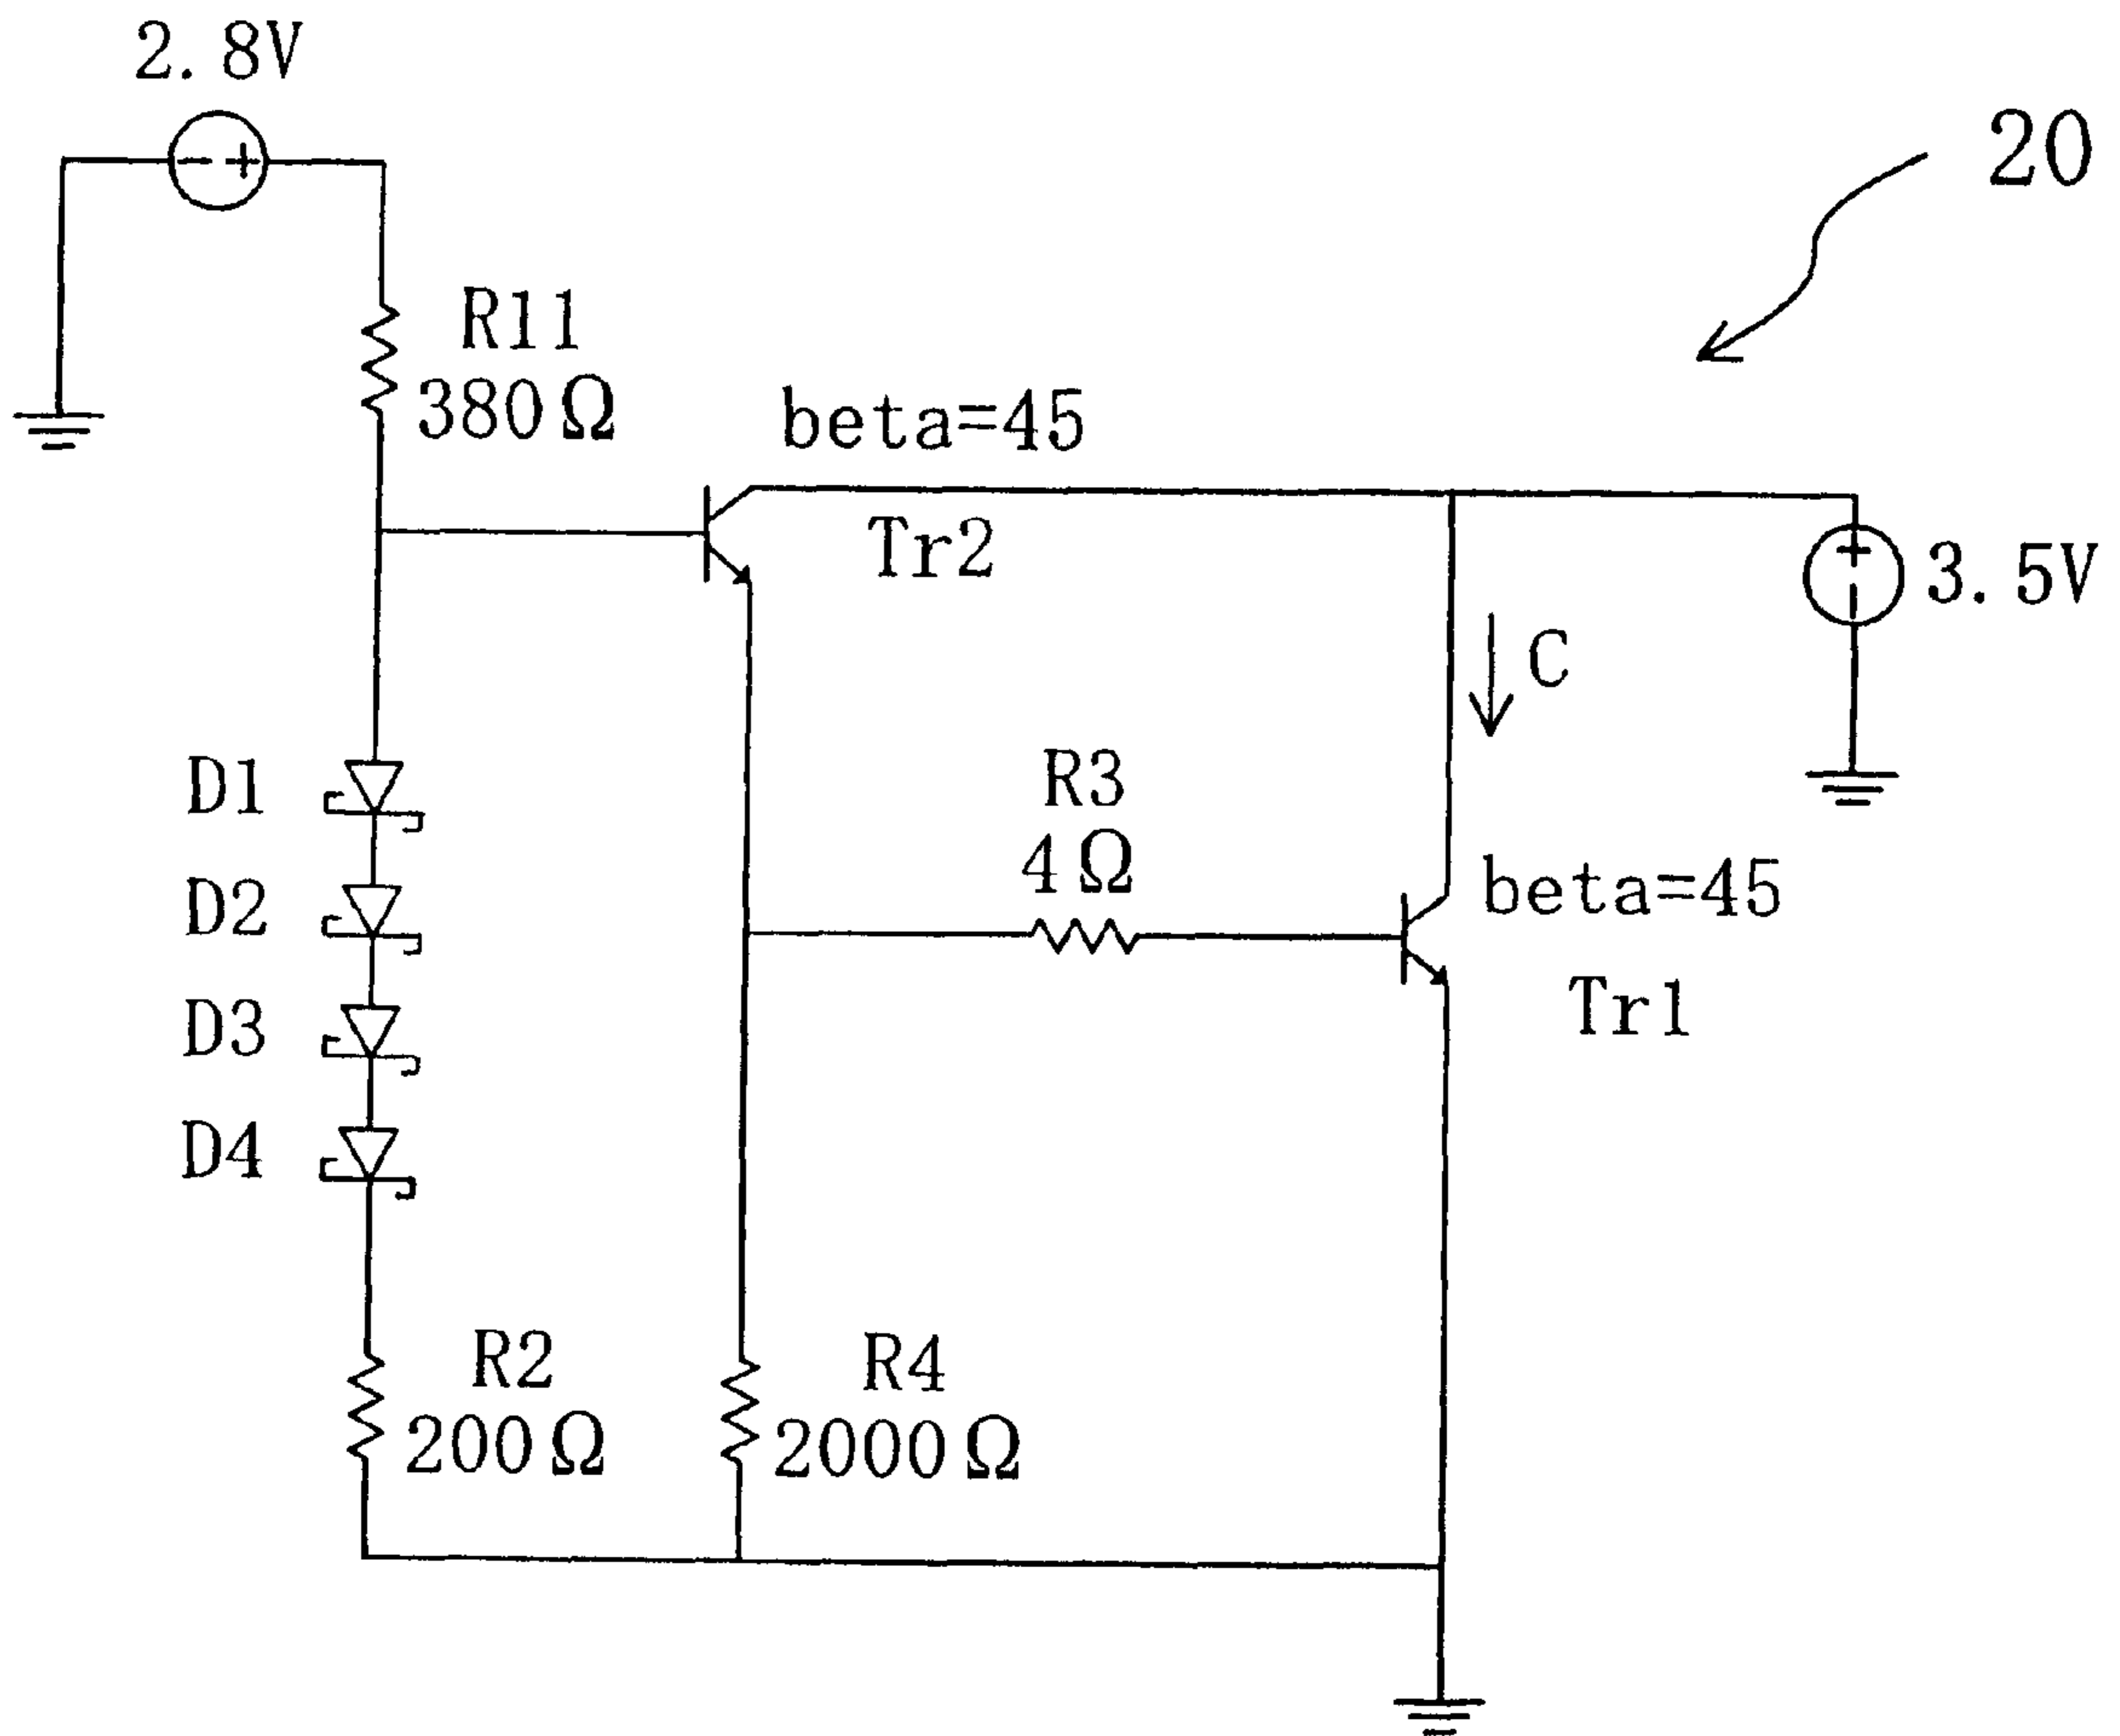 2.8V
20
R11
380Ω
beta=45
Tr2
3.5V
C
D1
R3
4Ω
beta=45
D2
D3
Tr1
D4
R2
200Ω
R4
2000Ω